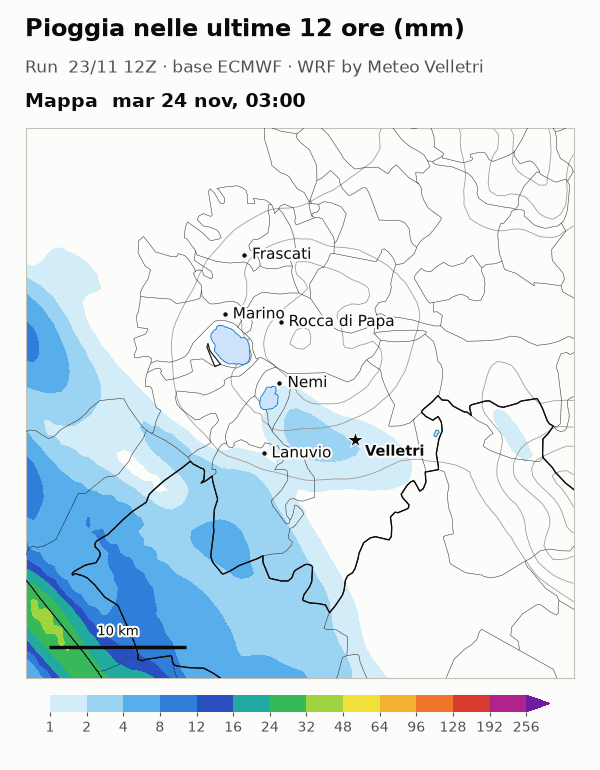 Pioggia nelle ultime 12 ore (mm)
Run  23/11 12Z · base ECMWF · WRF by Meteo Velletri
Mappa  mar 24 nov, 03:00
Frascati
Marino
Rocca di Papa
Nemi
Velletri
Lanuvio
10 km
1 2 4 8 12 16 24 32 48 64 96 128 192 256